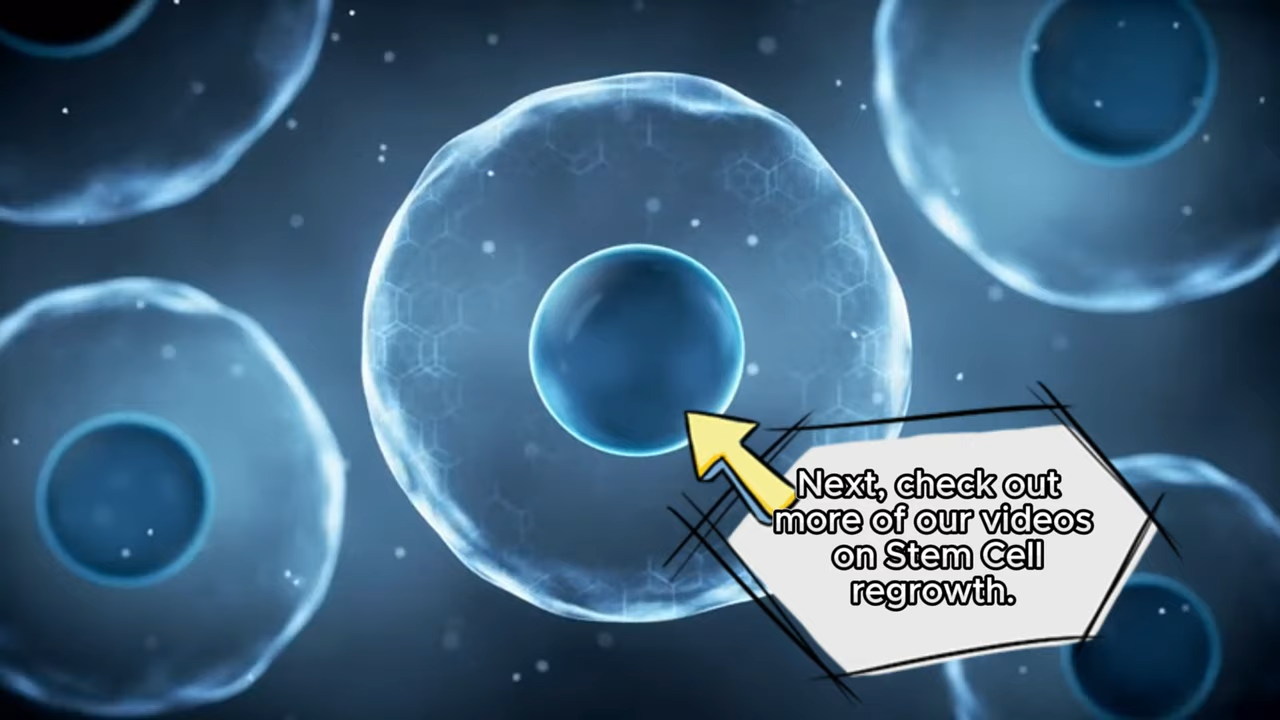 Next, check out
more of our videos
on Stem Cell
regrowth.